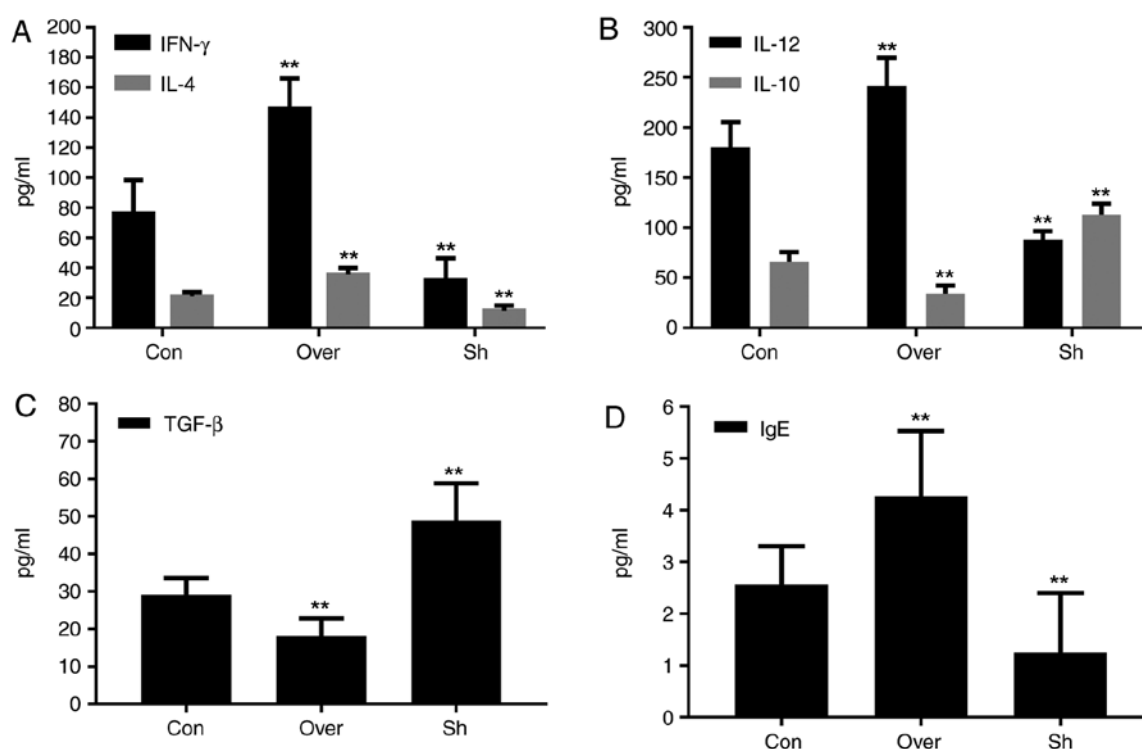 A
IFN-γ
IL-4
pg/ml
200
180
160
140
120
100
80
60
40
20
0
**
**
**
**
Con
Over
Sh
B
IL-12
IL-10
pg/ml
300
250
200
150
100
50
0
**
**
**
**
Con
Over
Sh
C
TGF-β
pg/ml
80
70
60
50
40
30
20
10
0
**
**
Con
Over
Sh
D
IgE
pg/ml
6
5
4
3
2
1
0
**
**
Con
Over
Sh